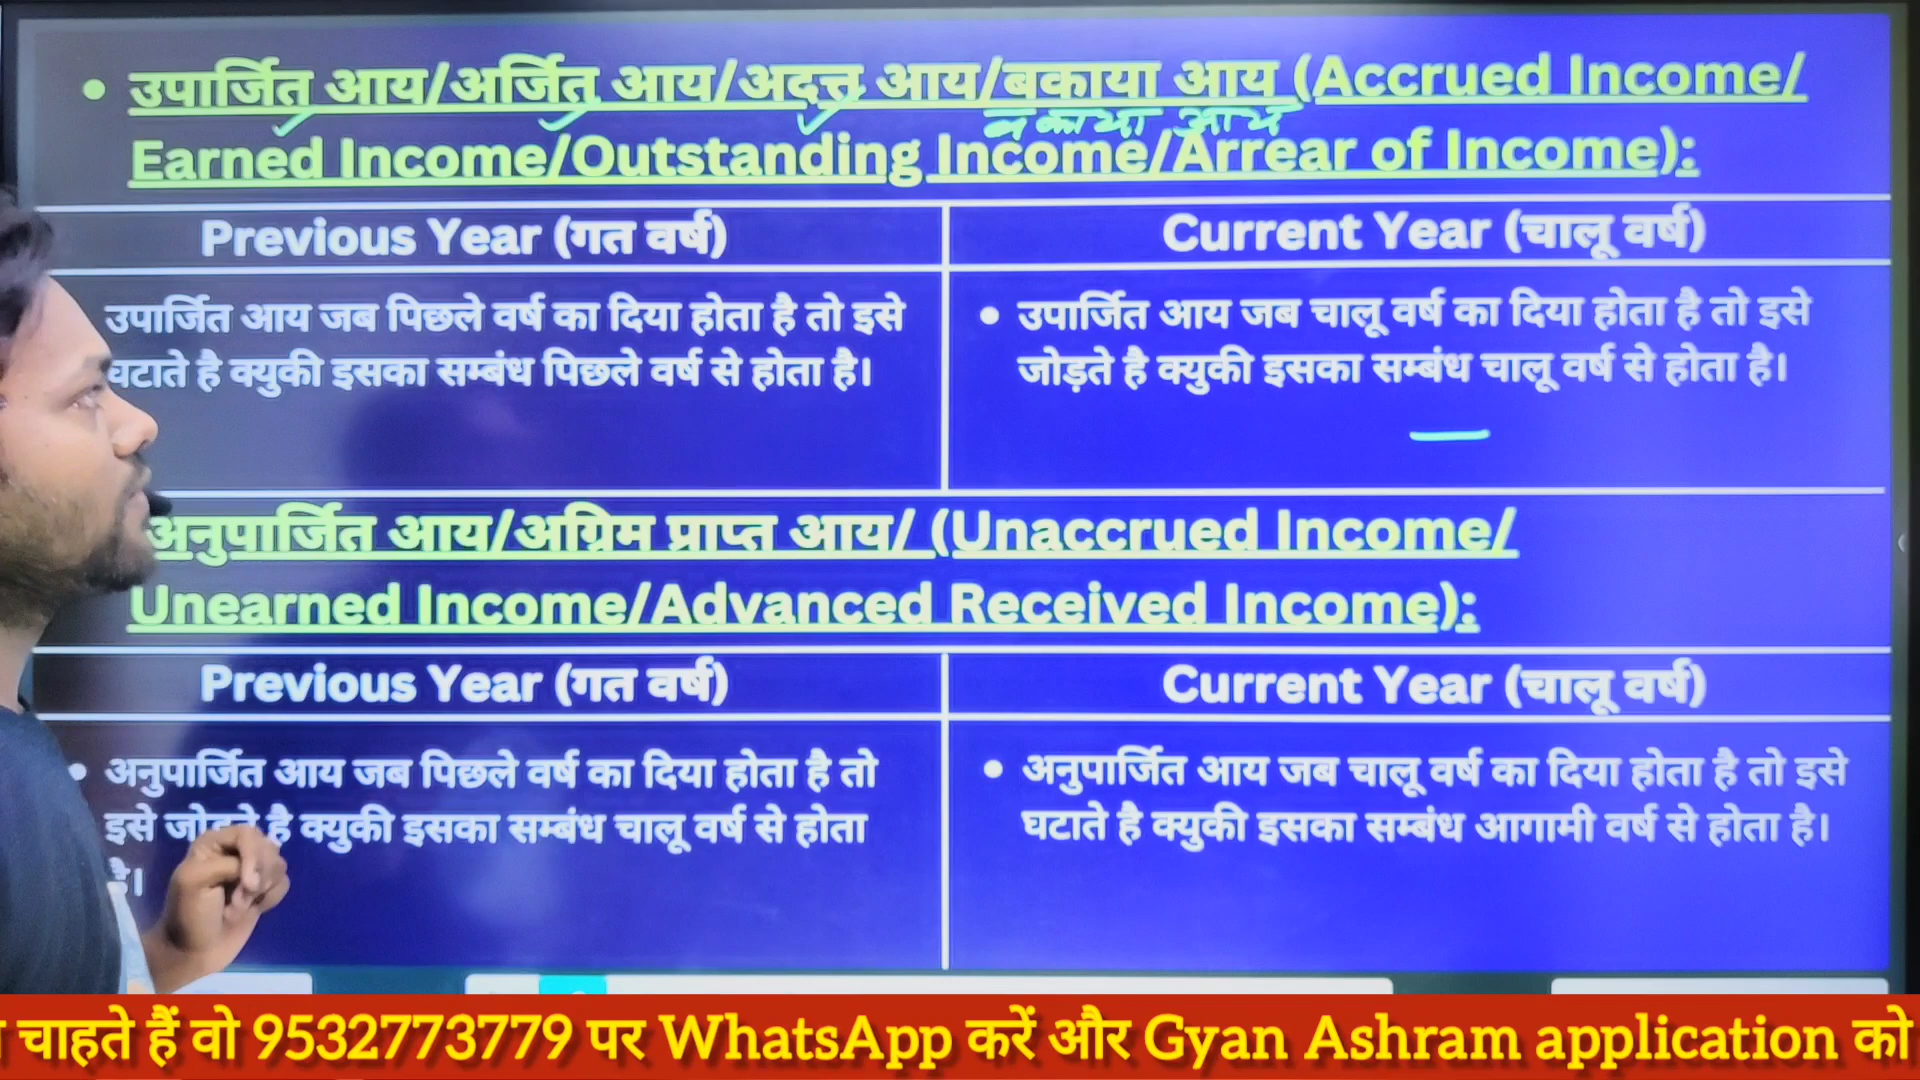 • उपार्जित आय/अर्जित आय/अदत्त आय/बकाया आय (Accrued Income/
बकाया आय
Earned Income/Outstanding Income/Arrear of Income):
Previous Year (गत वर्ष)
Current Year (चालू वर्ष)
उपार्जित आय जब पिछले वर्ष का दिया होता है तो इसे
घटाते है क्युकी इसका सम्बंध पिछले वर्ष से होता है।
• उपार्जित आय जब चालू वर्ष का दिया होता है तो इसे
जोड़ते है क्युकी इसका सम्बंध चालू वर्ष से होता है।
अनुपार्जित आय/अग्रिम प्राप्त आय/ (Unaccrued Income/
Unearned Income/Advanced Received Income):
Previous Year (गत वर्ष)
Current Year (चालू वर्ष)
• अनुपार्जित आय जब पिछले वर्ष का दिया होता है तो
इसे जोड़ते है क्युकी इसका सम्बंध चालू वर्ष से होता
है।
• अनुपार्जित आय जब चालू वर्ष का दिया होता है तो इसे
घटाते है क्युकी इसका सम्बंध आगामी वर्ष से होता है।
चाहते हैं वो 9532773779 पर WhatsApp करें और Gyan Ashram application को